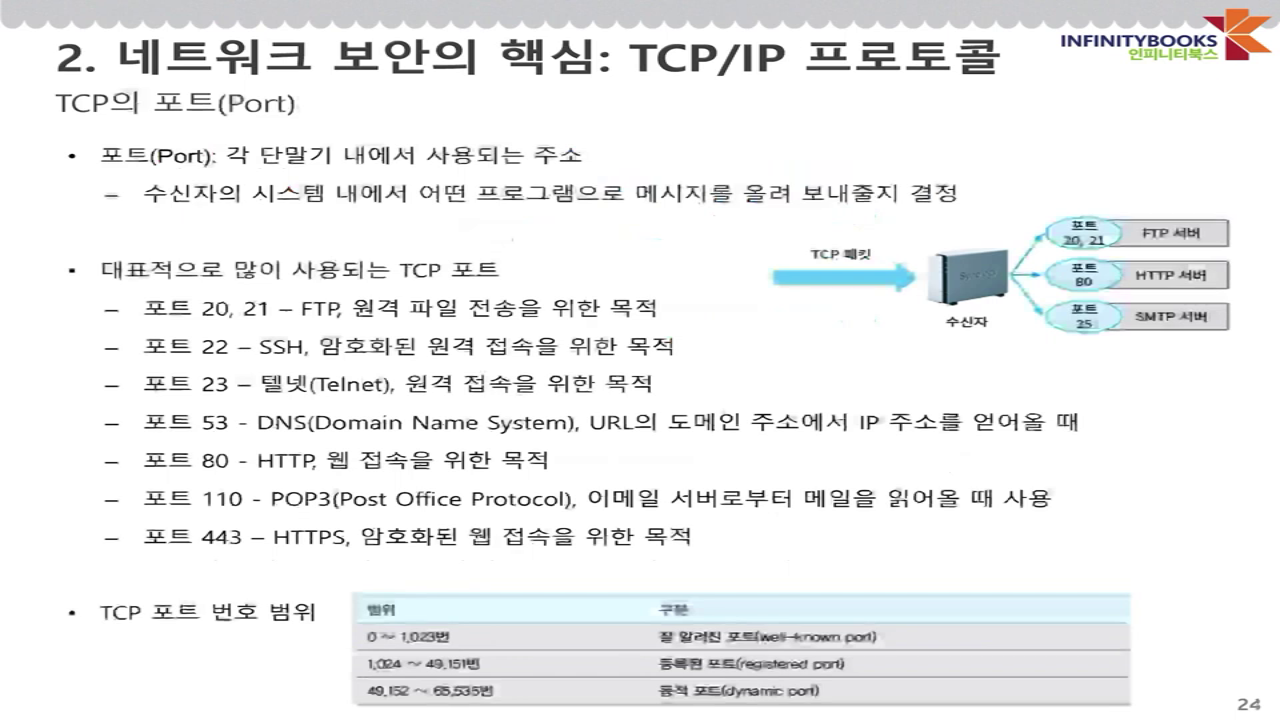 INFINITYBOOKS
인피니티북스
2. 네트워크 보안의 핵심: TCP/IP 프로토콜
TCP의 포트(Port)
• 포트(Port): 각 단말기 내에서 사용되는 주소
– 수신자의 시스템 내에서 어떤 프로그램으로 메시지를 올려 보내줄지 결정
• 대표적으로 많이 사용되는 TCP 포트
– 포트 20, 21 – FTP, 원격 파일 전송을 위한 목적
– 포트 22 – SSH, 암호화된 원격 접속을 위한 목적
– 포트 23 – 텔넷(Telnet), 원격 접속을 위한 목적
– 포트 53 - DNS(Domain Name System), URL의 도메인 주소에서 IP 주소를 얻어올 때
– 포트 80 - HTTP, 웹 접속을 위한 목적
– 포트 110 - POP3(Post Office Protocol), 이메일 서버로부터 메일을 읽어올 때 사용
– 포트 443 – HTTPS, 암호화된 웹 접속을 위한 목적
TCP 패킷
수신자
포트 20, 21 FTP 서버
포트 80 HTTP 서버
포트 25 SMTP 서버
• TCP 포트 번호 범위
범위 구분
0 ~ 1,023번 잘 알려진 포트(well-known port)
1,024 ~ 49,151번 등록된 포트(registered port)
49,152 ~ 65,535번 동적 포트(dynamic port)
24